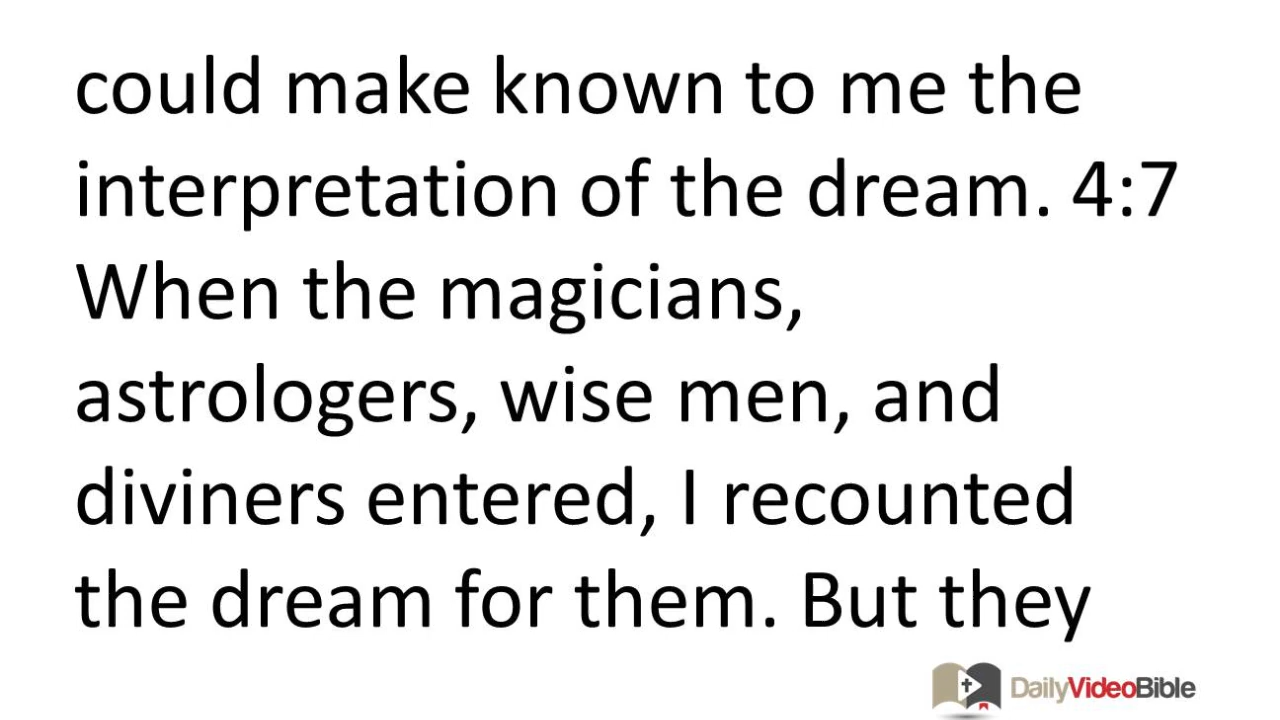 could make known to me the
interpretation of the dream. 4:7
When the magicians,
astrologers, wise men, and
diviners entered, I recounted
the dream for them. But they
DailyVideoBible